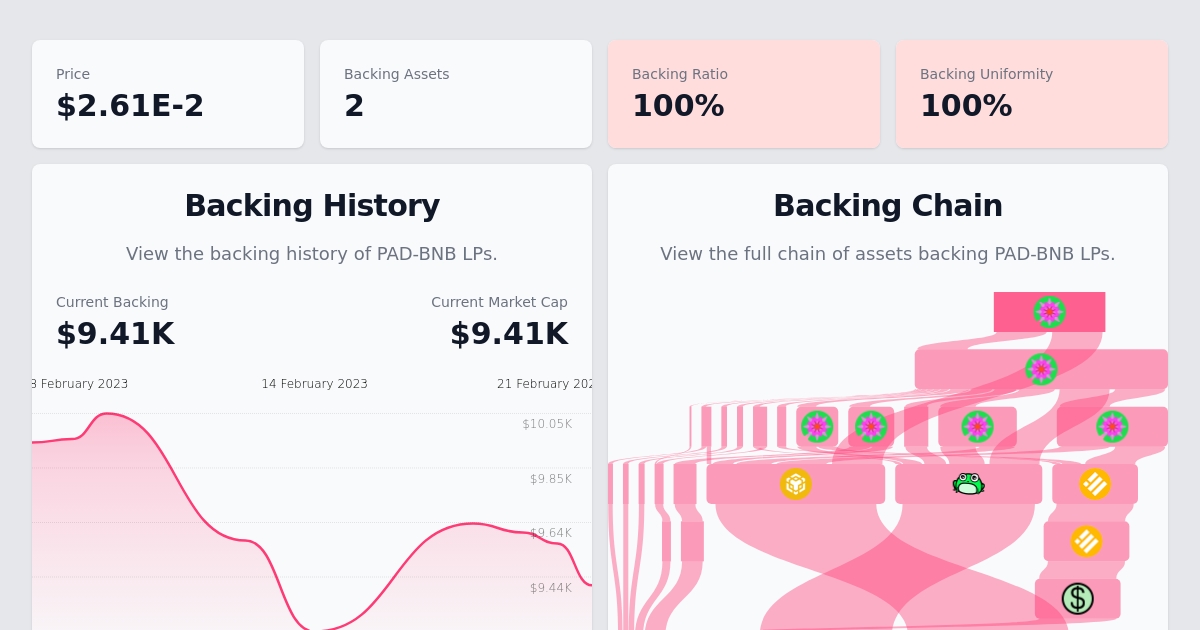 Price
$2.61E-2
Backing Assets
2
Backing Ratio
100%
Backing Uniformity
100%
Backing History
View the backing history of PAD-BNB LPs.
Current Backing
$9.41K
Current Market Cap
$9.41K
8 February 2023
14 February 2023
21 February 202
$10.05K
$9.85K
$9.64K
$9.44K
Backing Chain
View the full chain of assets backing PAD-BNB LPs.
$